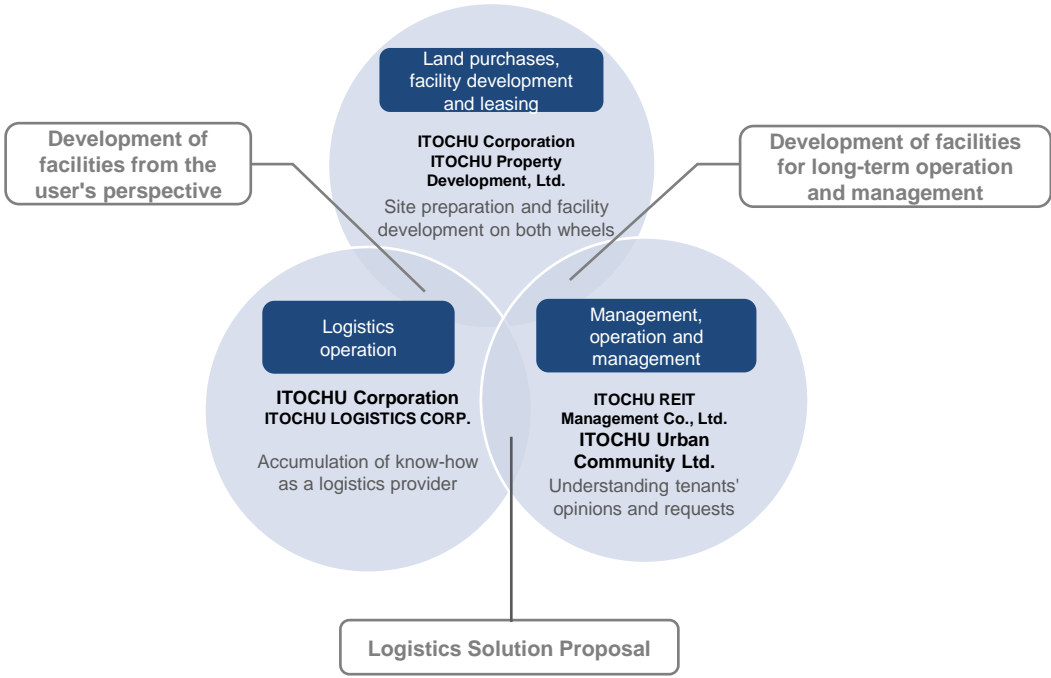 Land purchases,
facility development
and leasing
ITOCHU Corporation
ITOCHU Property
Development, Ltd.
Site preparation and facility
development on both wheels
Development of
facilities from the
user's perspective
Development of facilities
for long-term operation
and management
Logistics
operation
ITOCHU Corporation
ITOCHU LOGISTICS CORP.
Accumulation of know-how
as a logistics provider
Management,
operation and
management
ITOCHU REIT
Management Co., Ltd.
ITOCHU Urban
Community Ltd.
Understanding tenants'
opinions and requests
Logistics Solution Proposal